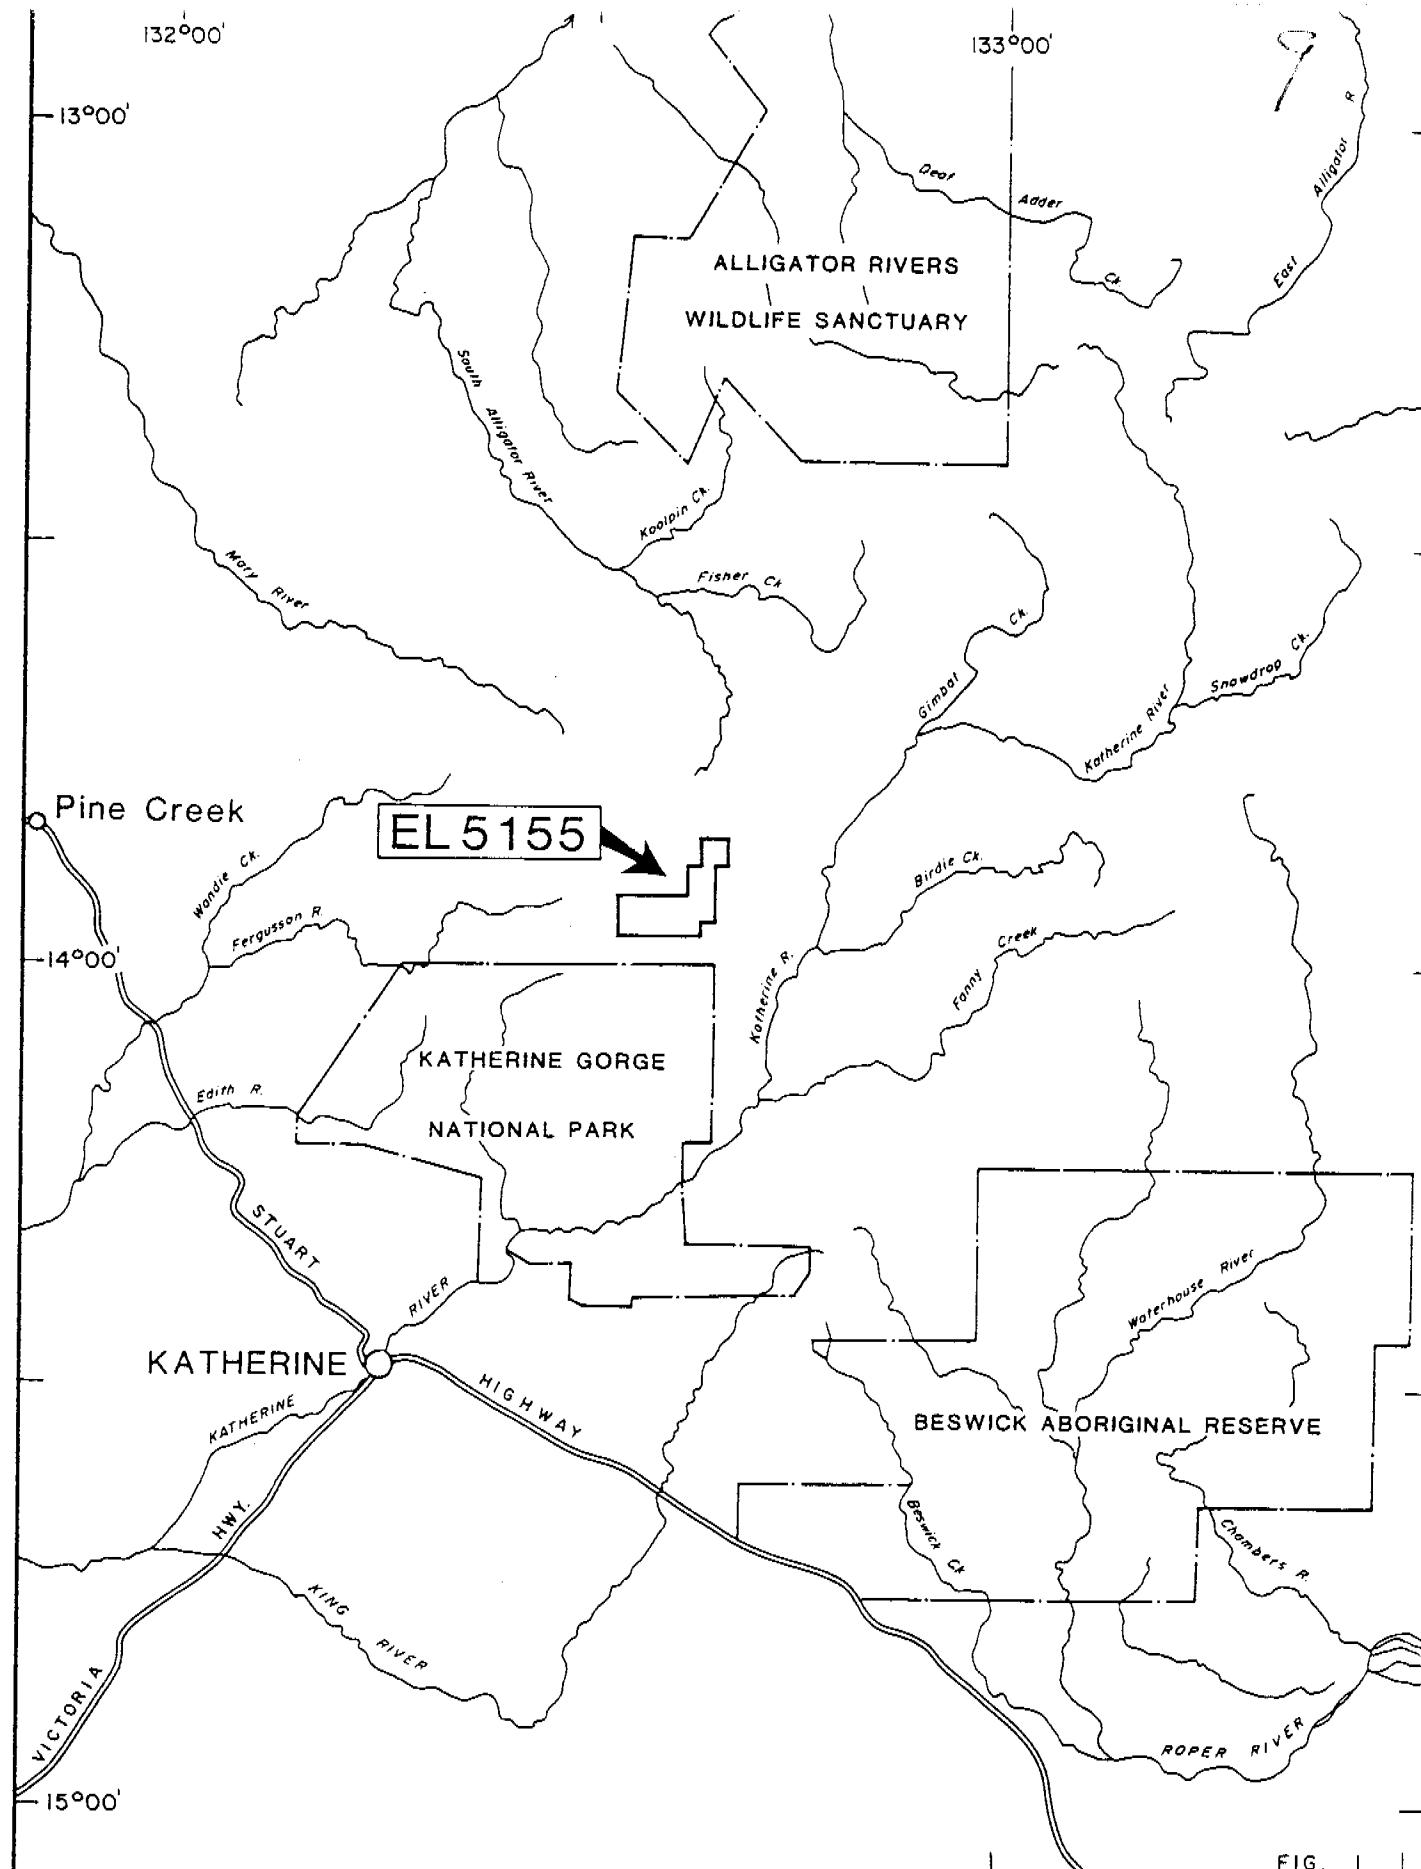 132°00'
133°00'
13°00'
Alligator R
East
Deaf Adder Ck
ALLIGATOR RIVERS
WILDLIFE SANCTUARY
South Alligator River
Koolpin Ck.
Fisher Ck
Mary River
Gimbat Ck.
Snowdrop Ck.
Katherine River
Pine Creek
EL 5155
Wandie Ck.
Birdie Ck.
Fergusson R.
Fanny Creek
14°00'
Katherine R.
KATHERINE GORGE
NATIONAL PARK
Edith R.
STUART
RIVER
Waterhouse River
KATHERINE
HIGHWAY
KATHERINE
BESWICK ABORIGINAL RESERVE
HWY.
Beswick Ck
Chambers R.
KING RIVER
VICTORIA
ROPER RIVER
15°00'
FIG. 1